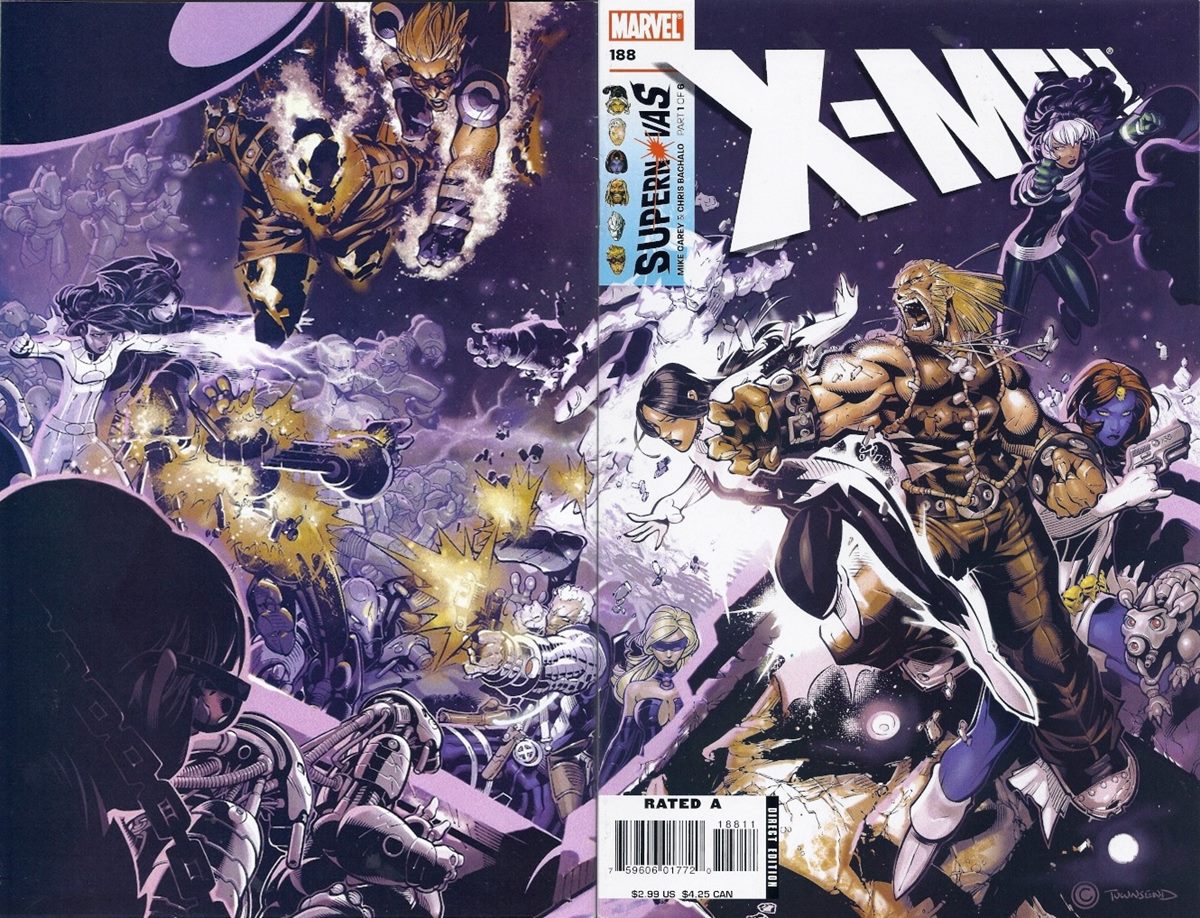 MARVEL®
188
X-MEN®
SUPERNOVAS
MIKE CAREY & CHRIS BACHALO PART 1 OF 6
RATED A
18811
7 59606 01772 0
$2.99 US $4.25 CAN
DIRECT EDITION
© TOWNSEND